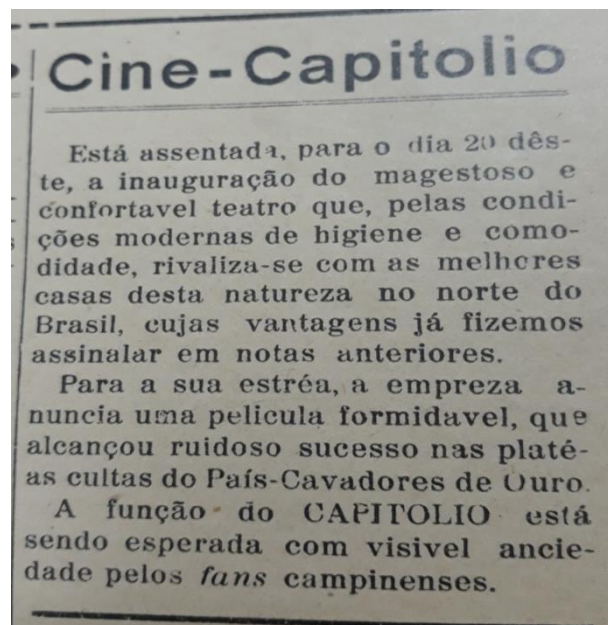 Cine-Capitolio
Está assentada, para o dia 20 dês-
te, a inauguração do magestoso e
confortavel teatro que, pelas condi-
ções modernas de higiene e como-
didade, rivaliza-se com as melhores
casas desta natureza no norte do
Brasil, cujas vantagens já fizemos
assinalar em notas anteriores.
Para a sua estréa, a empreza a-
nuncia uma pelicula formidavel, que
alcançou ruidoso sucesso nas platé-
as cultas do País-Cavadores de Ouro.
A função do CAPITOLIO está
sendo esperada com visivel ancie-
dade pelos fans campinenses.